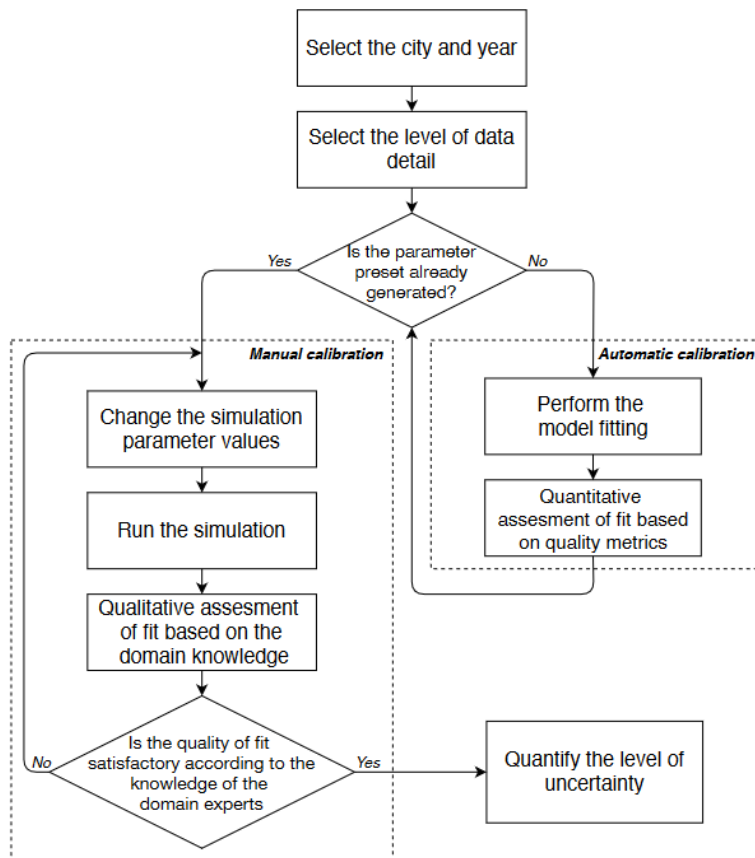 Select the city and year
Select the level of data
detail
Is the parameter
preset already
generated?
Yes
No
Manual calibration
Automatic calibration
Change the simulation
parameter values
Perform the
model fitting
Run the simulation
Quantitative
assesment of fit based
on quality metrics
Qualitative assesment
of fit based on the
domain knowledge
Is the quality of fit
satisfactory according to the
knowledge of the
domain experts
No
Yes
Quantify the level of
uncertainty